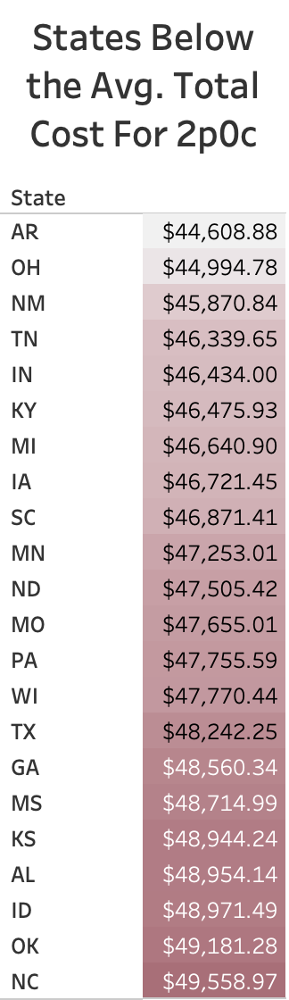 States Below
the Avg. Total
Cost For 2p0c
State
AR $44,608.88
OH $44,994.78
NM $45,870.84
TN $46,339.65
IN $46,434.00
KY $46,475.93
MI $46,640.90
IA $46,721.45
SC $46,871.41
MN $47,253.01
ND $47,505.42
MO $47,655.01
PA $47,755.59
WI $47,770.44
TX $48,242.25
GA $48,560.34
MS $48,714.99
KS $48,944.24
AL $48,954.14
ID $48,971.49
OK $49,181.28
NC $49,558.97